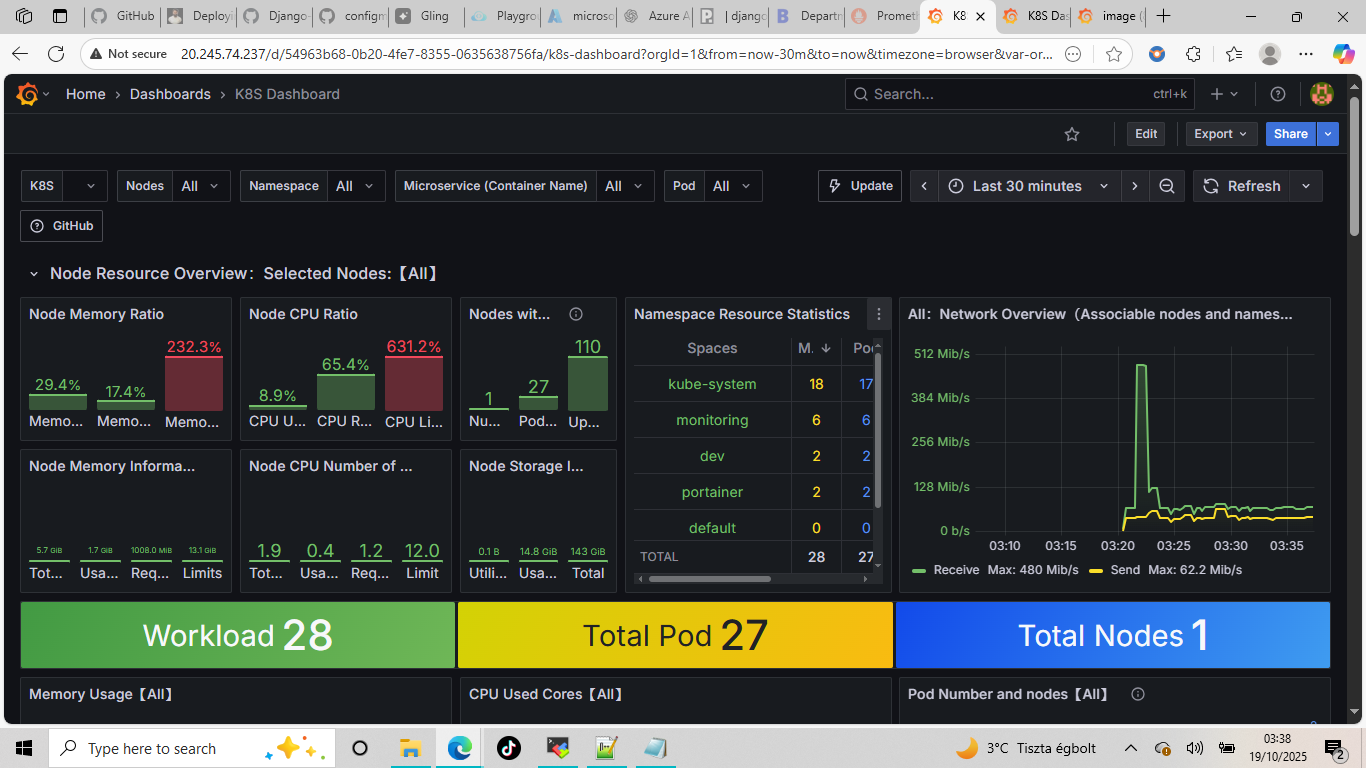 GitHub
Deployi
Django-
configm
Gling
Playgro
microso
Azure A
| django
Departm
Prometh
K8
K8S Das
image (
Not secure
20.245.74.237/d/54963b68-0b20-4fe7-8355-0635638756fa/k8s-dashboard?orgId=1&from=now-30m&to=now&timezone=browser&var-or...
Home › Dashboards › K8S Dashboard
Search...
ctrl+k
Edit
Export
Share
K8S
Nodes All
Namespace All
Microservice (Container Name) All
Pod All
Update
Last 30 minutes
Refresh
GitHub
Node Resource Overview：Selected Nodes:【All】
Node Memory Ratio
29.4%
17.4%
232.3%
Memo...
Memo...
Memo...
Node CPU Ratio
8.9%
65.4%
631.2%
CPU U...
CPU R...
CPU Li...
Nodes wit...
1
27
110
Nu...
Pod...
Up...
Namespace Resource Statistics
Spaces M. Poc
kube-system 18 17
monitoring 6 6
dev 2 2
portainer 2 2
default 0 0
TOTAL 28 27
All：Network Overview（Associable nodes and names...
512 Mib/s
384 Mib/s
256 Mib/s
128 Mib/s
0 b/s
03:10 03:15 03:20 03:25 03:30 03:35
Receive Max: 480 Mib/s Send Max: 62.2 Mib/s
Node Memory Informa...
5.7 GiB
1.7 GiB
1008.0 MiB
13.1 GiB
Tot...
Usa...
Req...
Limits
Node CPU Number of ...
1.9
0.4
1.2
12.0
Tot...
Usa...
Req...
Limit
Node Storage I...
0.1 B
14.8 GiB
143 GiB
Utili...
Usa...
Total
Workload 28
Total Pod 27
Total Nodes 1
Memory Usage【All】
CPU Used Cores【All】
Pod Number and nodes【All】
Type here to search
3°C Tiszta égbolt
03:38
19/10/2025
2